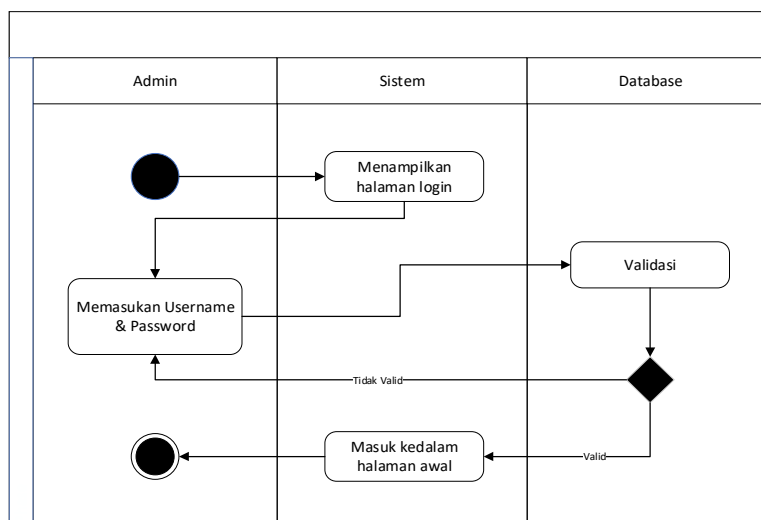 Admin
Sistem
Database
Menampilkan
halaman login
Validasi
Memasukan Username
& Password
Tidak Valid
Masuk kedalam
halaman awal
Valid